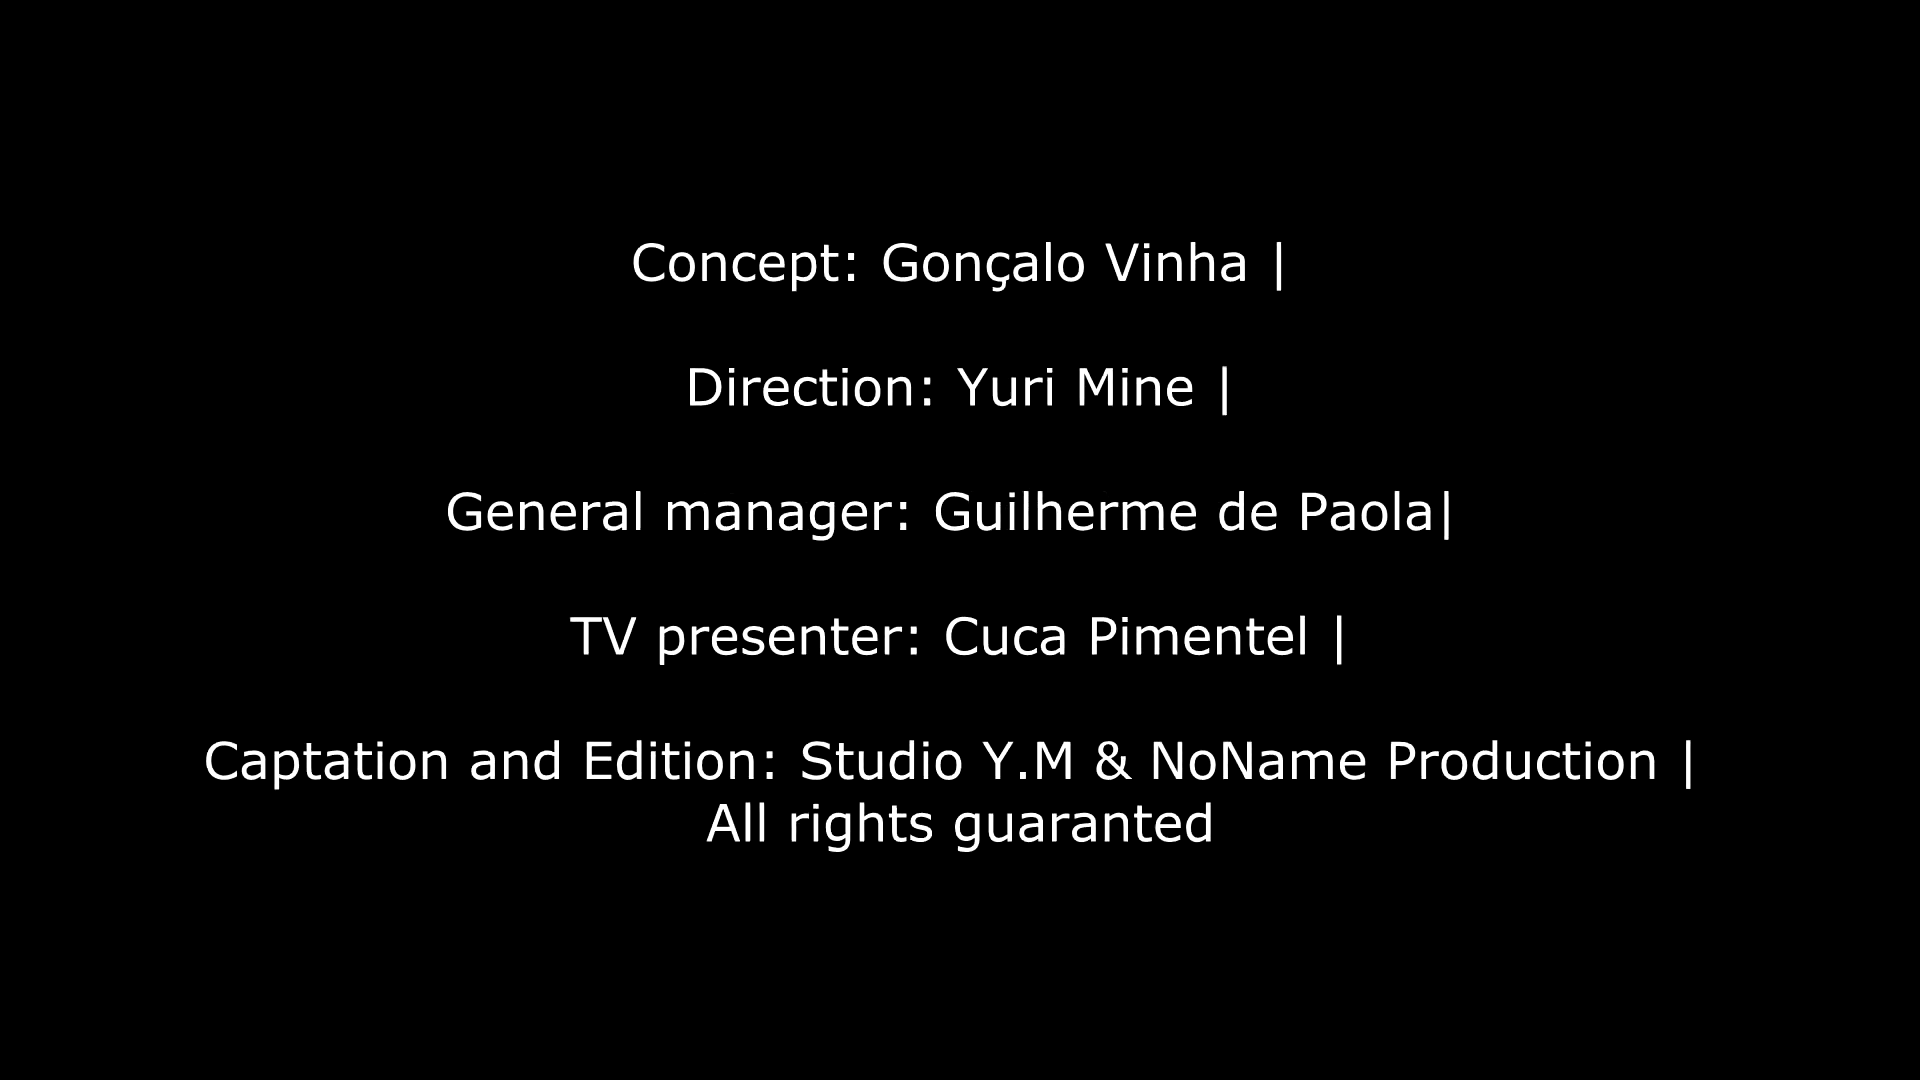 Concept: Gonçalo Vinha |
Direction: Yuri Mine |
General manager: Guilherme de Paola|
TV presenter: Cuca Pimentel |
Captation and Edition: Studio Y.M & NoName Production |
All rights guaranted